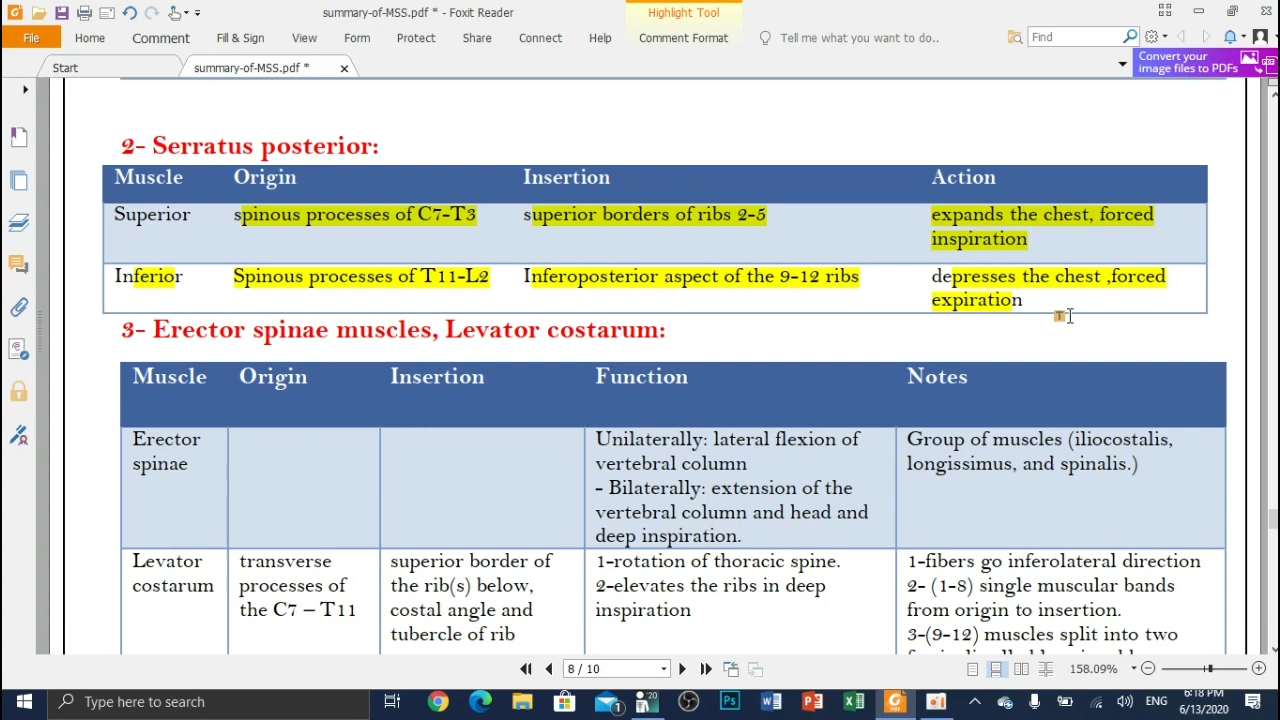 summary-of-MSS.pdf * - Foxit Reader
Highlight Tool
File
Home
Comment
Fill & Sign
View
Form
Protect
Share
Connect
Help
Comment Format
Tell me what you want to do..
Find
Start
summary-of-MSS.pdf *
Convert your
image files to PDFs
2- Serratus posterior:
Muscle Origin Insertion Action
Superior spinous processes of C7-T3 superior borders of ribs 2-5 expands the chest, forced
inspiration
Inferior Spinous processes of T11-L2 Inferoposterior aspect of the 9-12 ribs depresses the chest ,forced
expiration
3- Erector spinae muscles, Levator costarum:
Muscle Origin Insertion Function Notes
Erector
spinae
Unilaterally: lateral flexion of
vertebral column
- Bilaterally: extension of the
vertebral column and head and
deep inspiration.
Group of muscles (iliocostalis,
longissimus, and spinalis.)
Levator
costarum
transverse
processes of
the C7 – T11
superior border of
the rib(s) below,
costal angle and
tubercle of rib
1-rotation of thoracic spine.
2-elevates the ribs in deep
inspiration
1-fibers go inferolateral direction
2- (1-8) single muscular bands
from origin to insertion.
3-(9-12) muscles split into two
8 / 10
158.09%
Type here to search
ENG
6:18 PM
6/13/2020